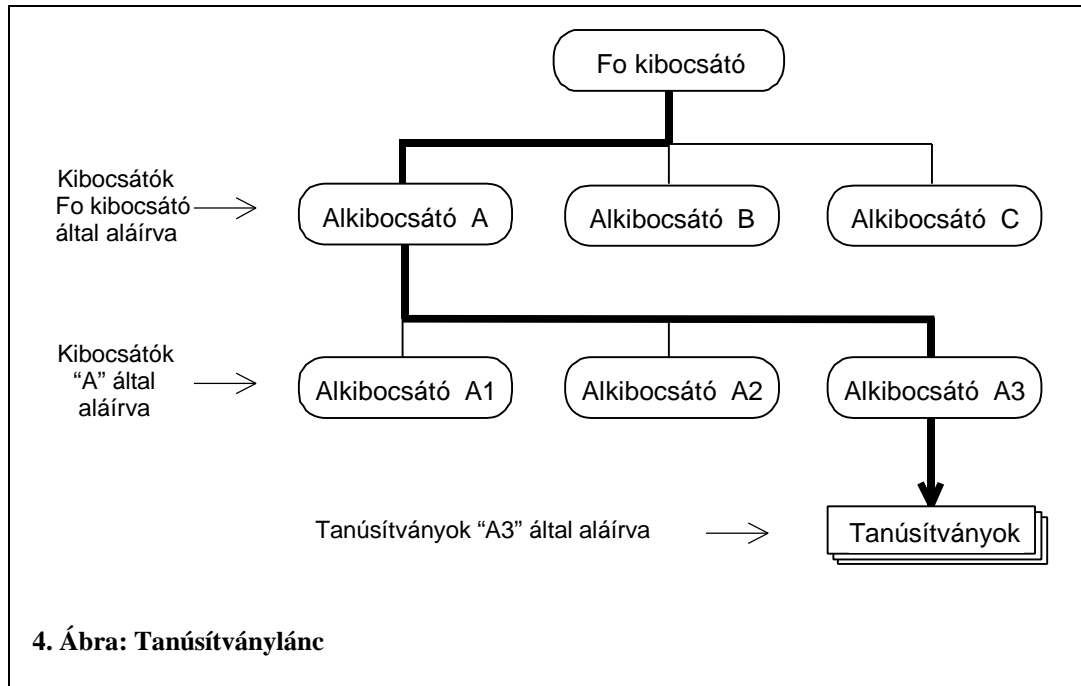 Fo kibocsátó
Kibocsátók
Fo kibocsátó
által aláírva
Alkibocsátó A
Alkibocsátó B
Alkibocsátó C
Kibocsátók
“A” által
aláírva
Alkibocsátó A1
Alkibocsátó A2
Alkibocsátó A3
Tanúsítványok “A3” által aláírva
Tanúsítványok
4. Ábra: Tanúsítványlánc